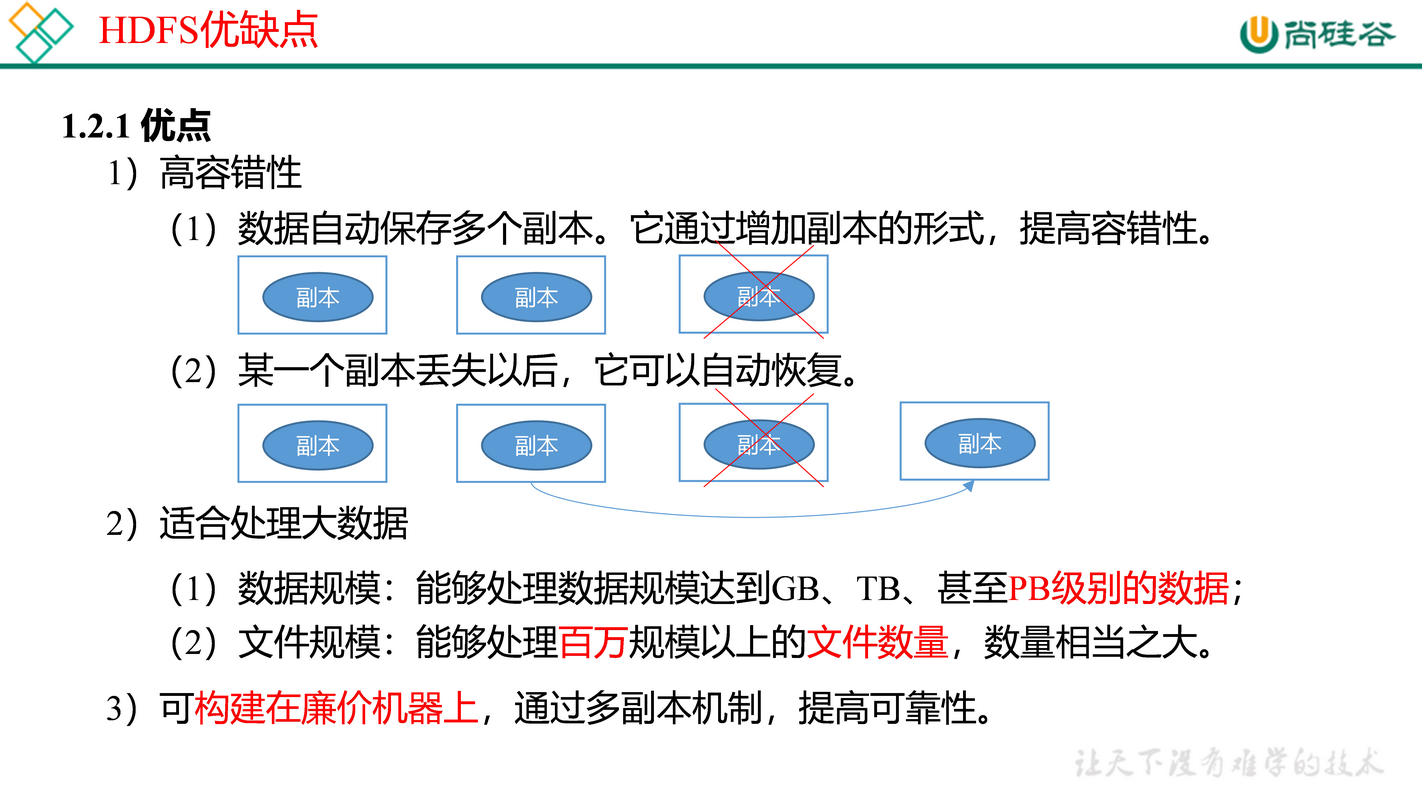 HDFS优缺点
尚硅谷
1.2.1 优点
1）高容错性
（1）数据自动保存多个副本。它通过增加副本的形式，提高容错性。
副本 副本 副本
（2）某一个副本丢失以后，它可以自动恢复。
副本 副本 副本 副本
2）适合处理大数据
（1）数据规模：能够处理数据规模达到GB、TB、甚至PB级别的数据；
（2）文件规模：能够处理百万规模以上的文件数量，数量相当之大。
3）可构建在廉价机器上，通过多副本机制，提高可靠性。
让天下没有难学的技术